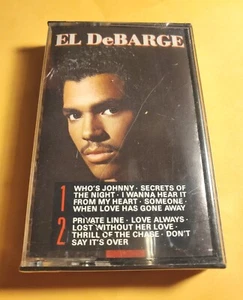 EL DeBARGE
1 WHO'S JOHNNY · SECRETS OF
THE NIGHT · I WANNA HEAR IT
FROM MY HEART · SOMEONE ·
WHEN LOVE HAS GONE AWAY
2 PRIVATE LINE · LOVE ALWAYS ·
LOST WITHOUT HER LOVE ·
THRILL OF THE CHASE · DON'T
SAY IT'S OVER